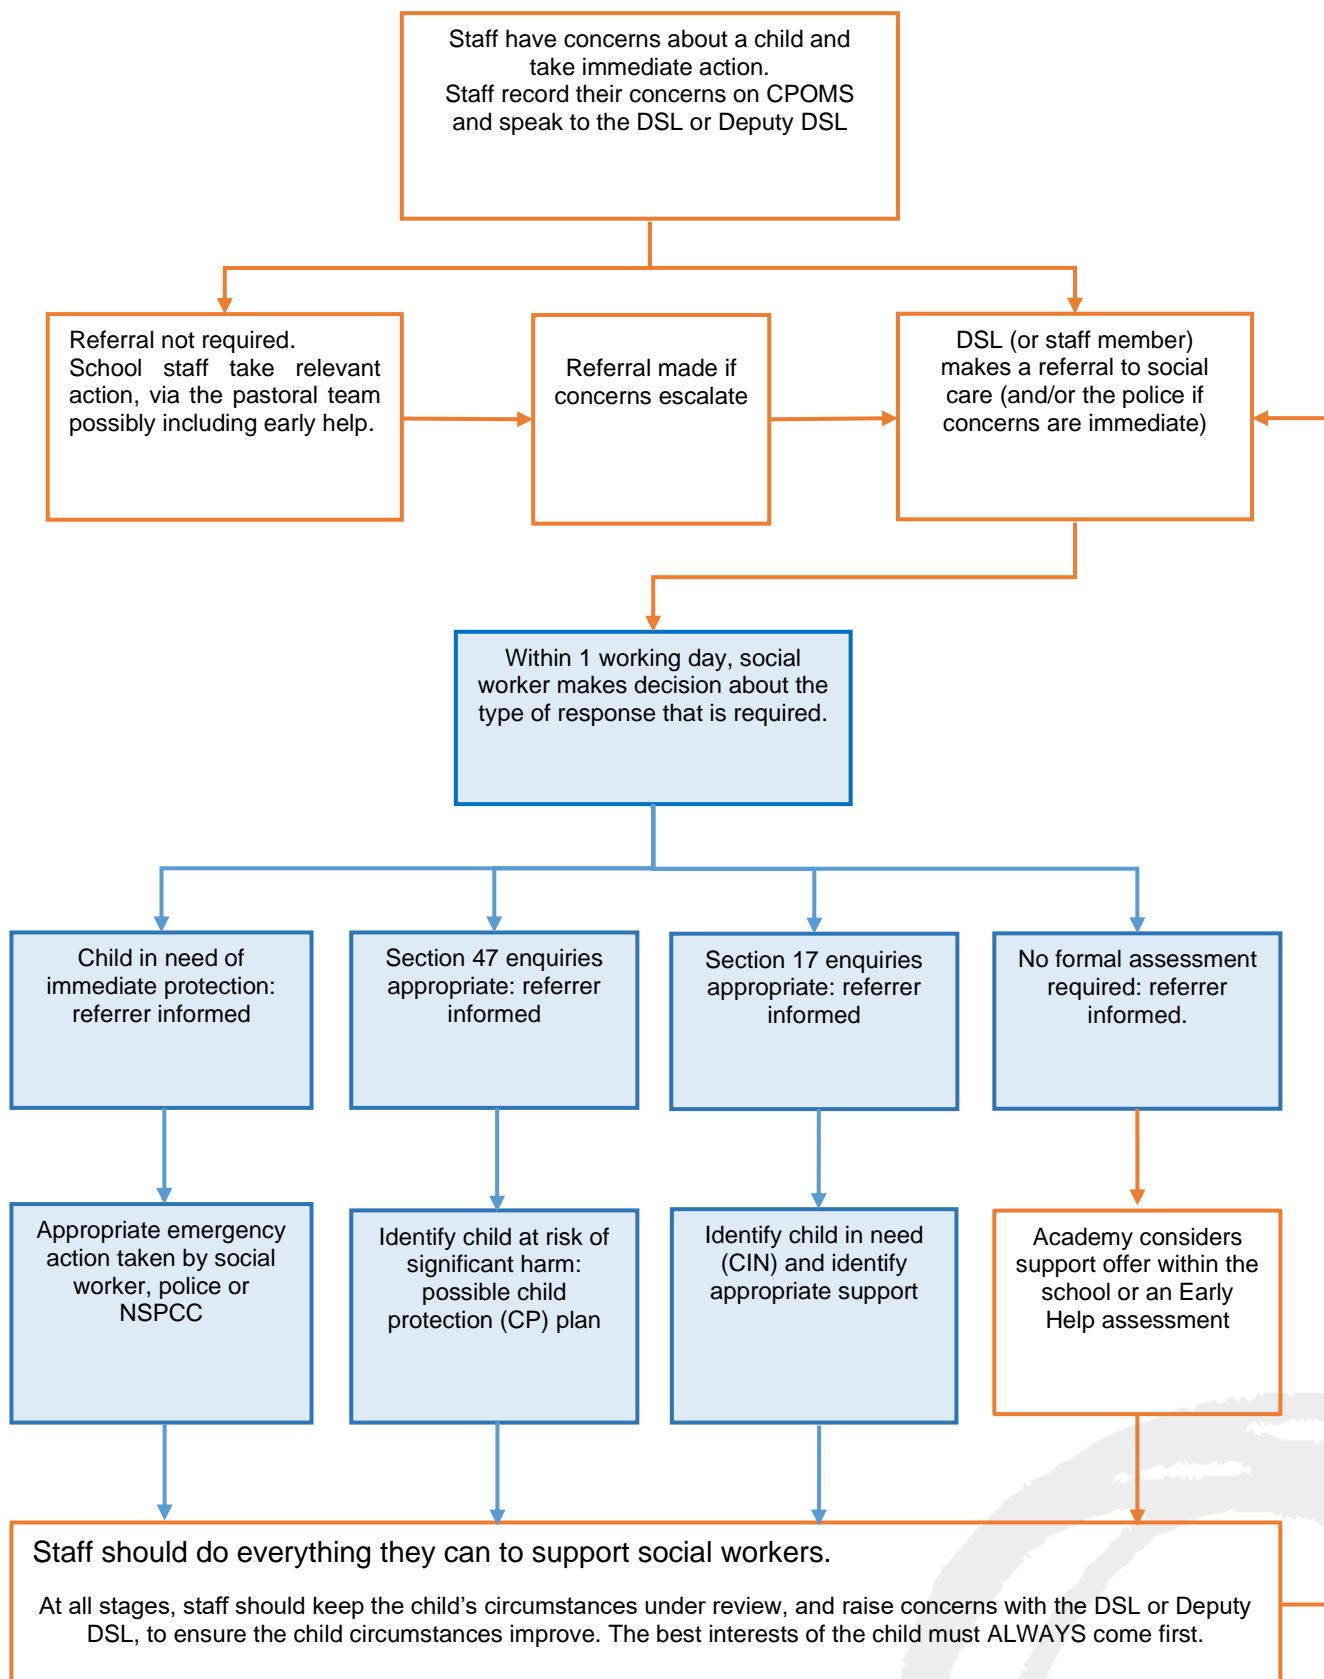 Staff have concerns about a child and
take immediate action.
Staff record their concerns on CPOMS
and speak to the DSL or Deputy DSL
Referral not required.
School staff take relevant
action, via the pastoral team
possibly including early help.
Referral made if
concerns escalate
DSL (or staff member)
makes a referral to social
care (and/or the police if
concerns are immediate)
Within 1 working day, social
worker makes decision about the
type of response that is required.
Child in need of
immediate protection:
referrer informed
Section 47 enquiries
appropriate: referrer
informed
Section 17 enquiries
appropriate: referrer
informed
No formal assessment
required: referrer
informed.
Appropriate emergency
action taken by social
worker, police or
NSPCC
Identify child at risk of
significant harm:
possible child
protection (CP) plan
Identify child in need
(CIN) and identify
appropriate support
Academy considers
support offer within the
school or an Early
Help assessment
Staff should do everything they can to support social workers.
At all stages, staff should keep the child’s circumstances under review, and raise concerns with the DSL or Deputy
DSL, to ensure the child circumstances improve. The best interests of the child must ALWAYS come first.